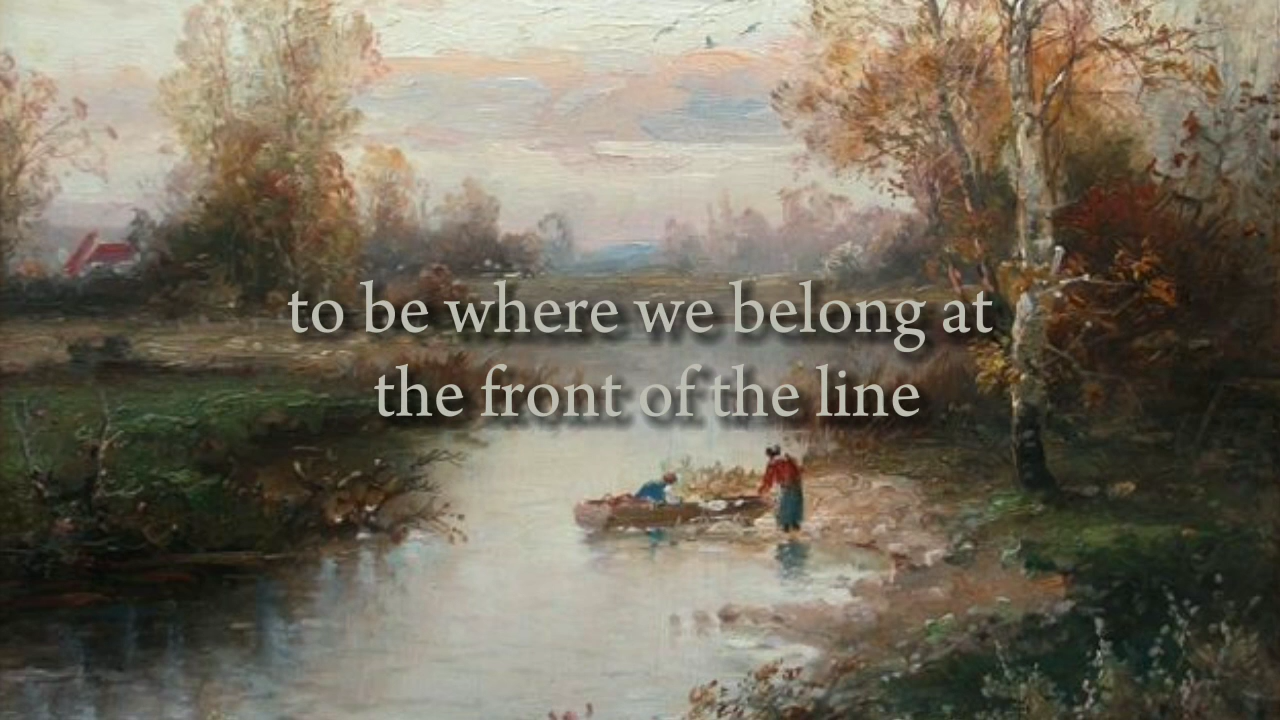 to be where we belong at
the front of the line